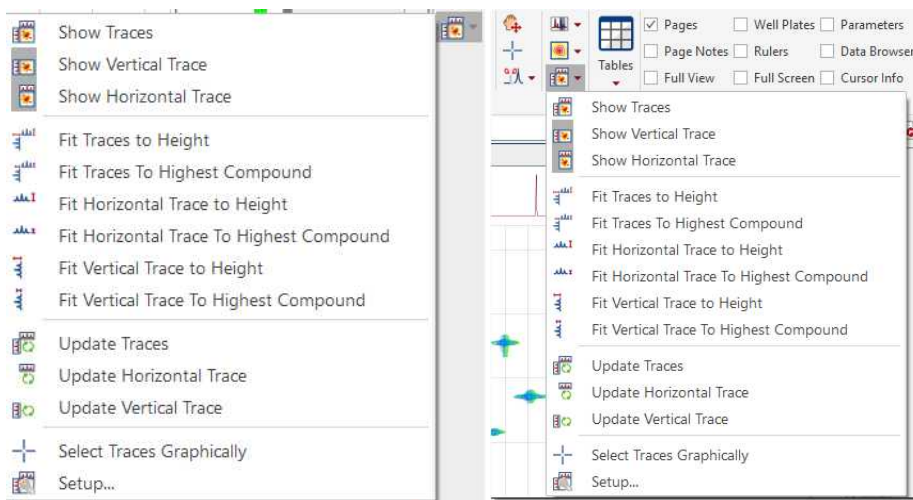 Show Traces
Show Vertical Trace
Show Horizontal Trace
Fit Traces to Height
Fit Traces To Highest Compound
Fit Horizontal Trace to Height
Fit Horizontal Trace To Highest Compound
Fit Vertical Trace to Height
Fit Vertical Trace To Highest Compound
Update Traces
Update Horizontal Trace
Update Vertical Trace
Select Traces Graphically
Setup...
Tables
Pages Well Plates Parameters
Page Notes Rulers Data Browser
Full View Full Screen Cursor Info
Show Traces
Show Vertical Trace
Show Horizontal Trace
Fit Traces to Height
Fit Traces To Highest Compound
Fit Horizontal Trace to Height
Fit Horizontal Trace To Highest Compound
Fit Vertical Trace to Height
Fit Vertical Trace To Highest Compound
Update Traces
Update Horizontal Trace
Update Vertical Trace
Select Traces Graphically
Setup...